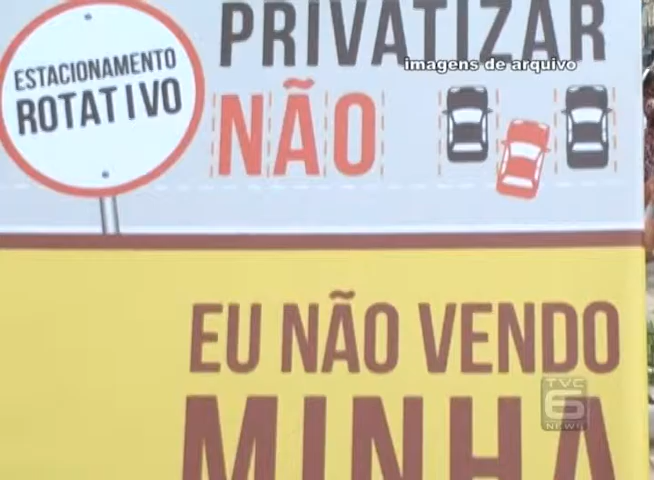 ESTACIONAMENTO
ROTATIVO
PRIVATIZAR
NÃO
imagens de arquivo
EU NÃO VENDO
MINHA
TVC
6
NEWS